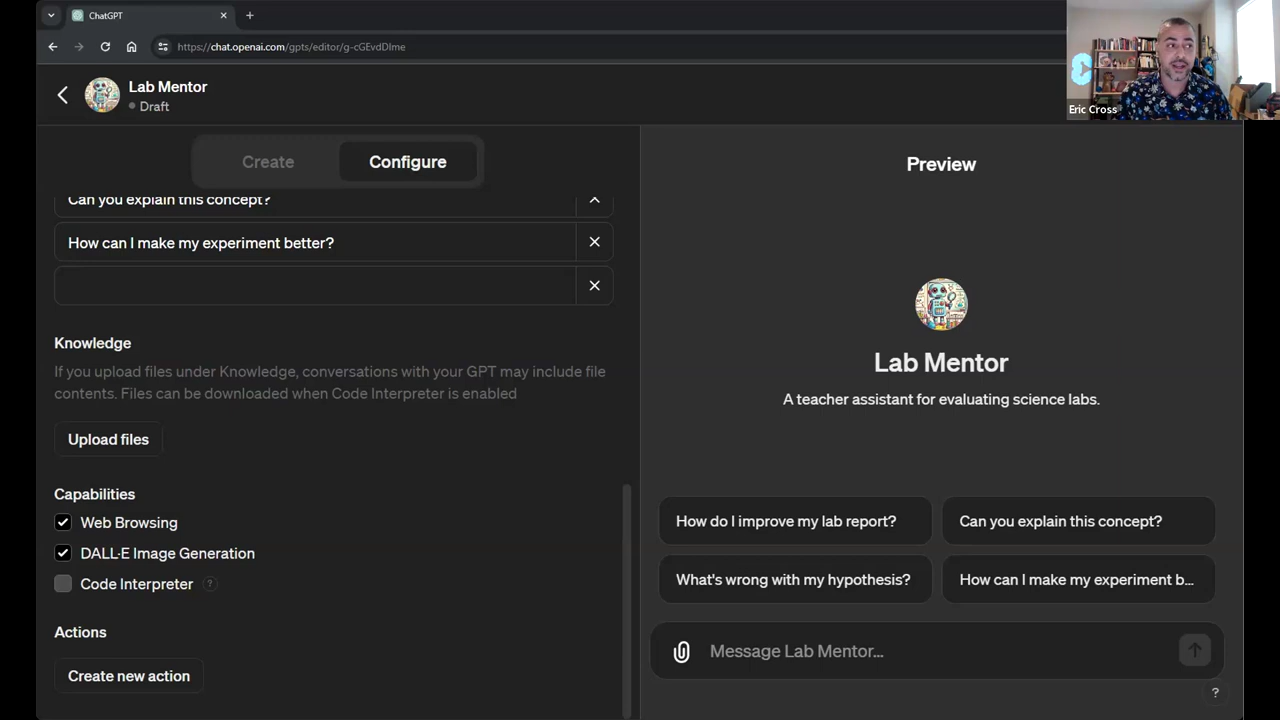 ChatGPT
https://chat.openai.com/gpts/editor/g-cGEvdDIme
Eric Cross
Lab Mentor
Draft
Create
Configure
Preview
Can you explain this concept?
How can I make my experiment better?
Knowledge
If you upload files under Knowledge, conversations with your GPT may include file
contents. Files can be downloaded when Code Interpreter is enabled
Upload files
Capabilities
Web Browsing
DALL·E Image Generation
Code Interpreter ?
Actions
Create new action
Lab Mentor
A teacher assistant for evaluating science labs.
How do I improve my lab report?
Can you explain this concept?
What's wrong with my hypothesis?
How can I make my experiment b...
Message Lab Mentor...
?